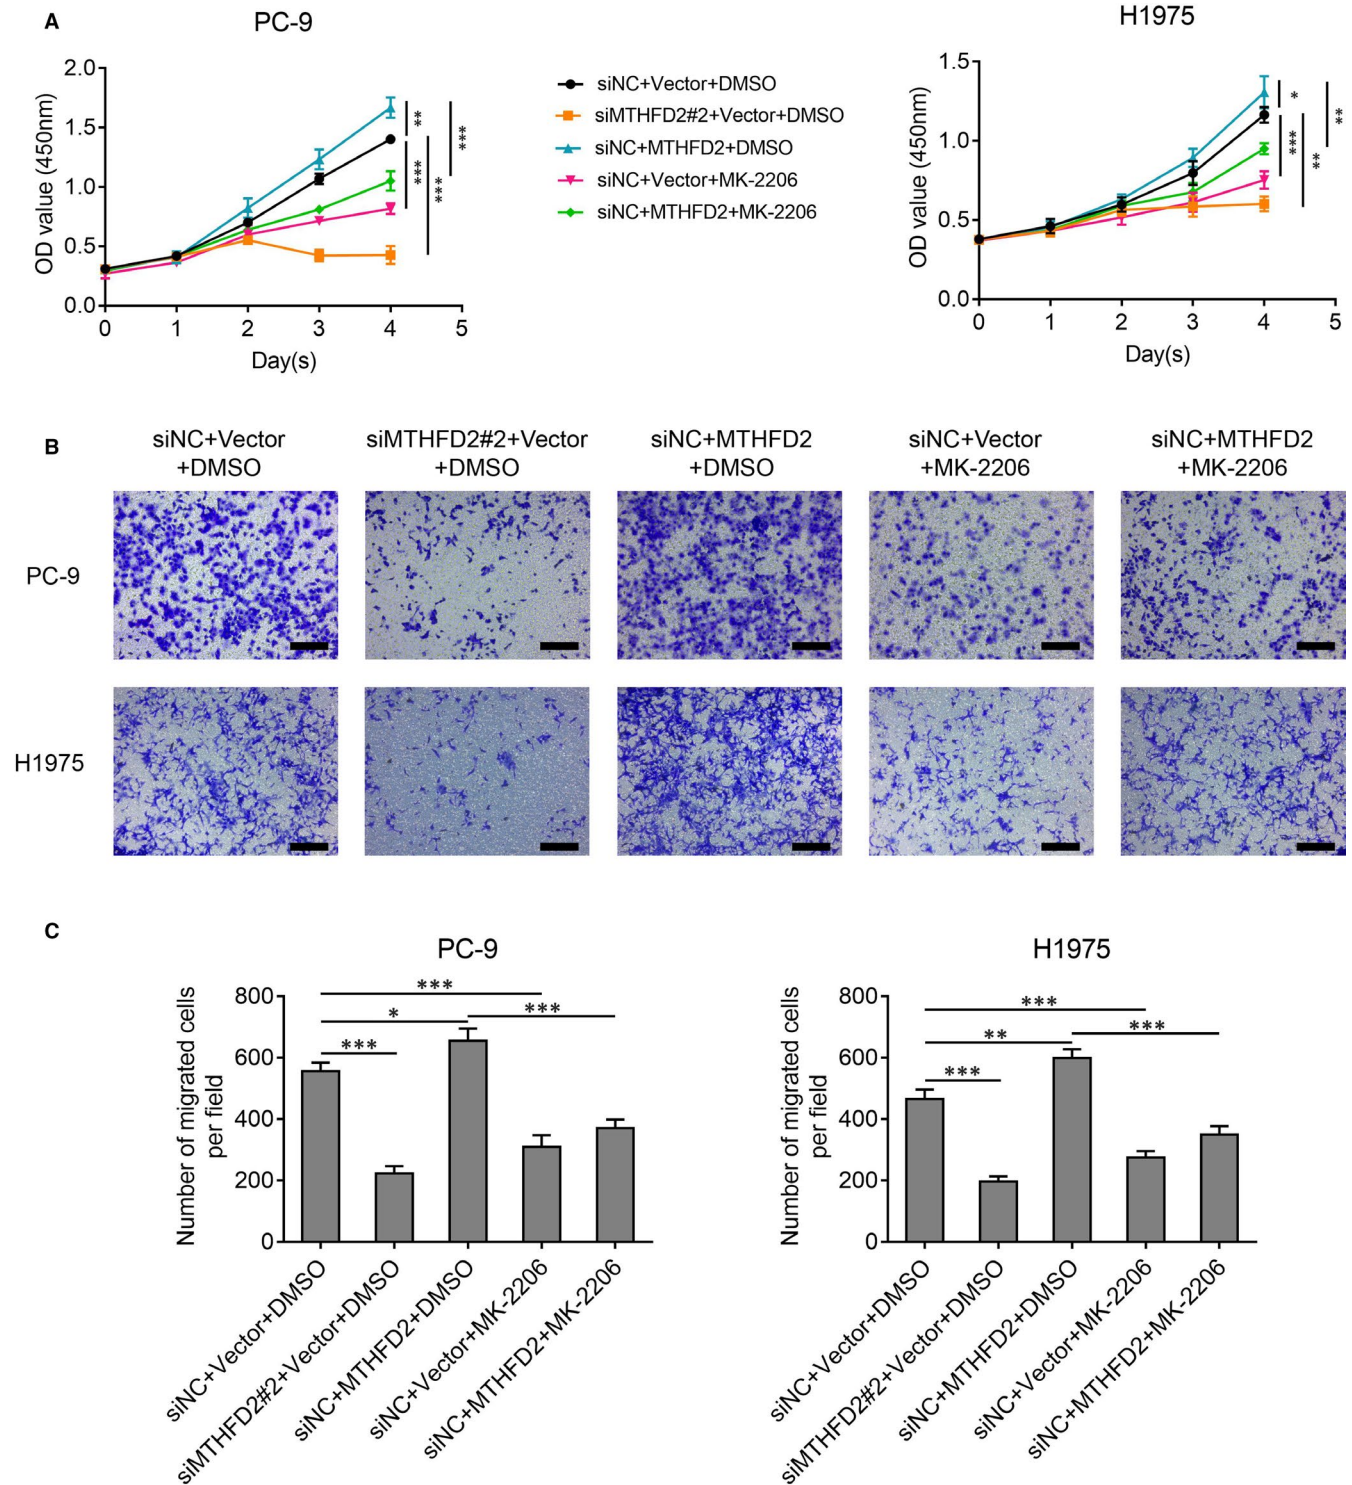 A
PC-9
H1975
OD value (450nm)
2.0
1.5
1.0
0.5
0.0
0 1 2 3 4 5
Day(s)
**
***
***
***
siNC+Vector+DMSO
siMTHFD2#2+Vector+DMSO
siNC+MTHFD2+DMSO
siNC+Vector+MK-2206
siNC+MTHFD2+MK-2206
OD value (450nm)
1.5
1.0
0.5
0.0
0 1 2 3 4 5
Day(s)
*
***
**
**
B
siNC+Vector
+DMSO
siMTHFD2#2+Vector
+DMSO
siNC+MTHFD2
+DMSO
siNC+Vector
+MK-2206
siNC+MTHFD2
+MK-2206
PC-9
H1975
C
PC-9
Number of migrated cells
per field
800
600
400
200
0
***
*
***
***
siNC+Vector+DMSO
siMTHFD2#2+Vector+DMSO
siNC+MTHFD2+DMSO
siNC+Vector+MK-2206
siNC+MTHFD2+MK-2206
H1975
Number of migrated cells
per field
800
600
400
200
0
***
**
***
***
siNC+Vector+DMSO
siMTHFD2#2+Vector+DMSO
siNC+MTHFD2+DMSO
siNC+Vector+MK-2206
siNC+MTHFD2+MK-2206